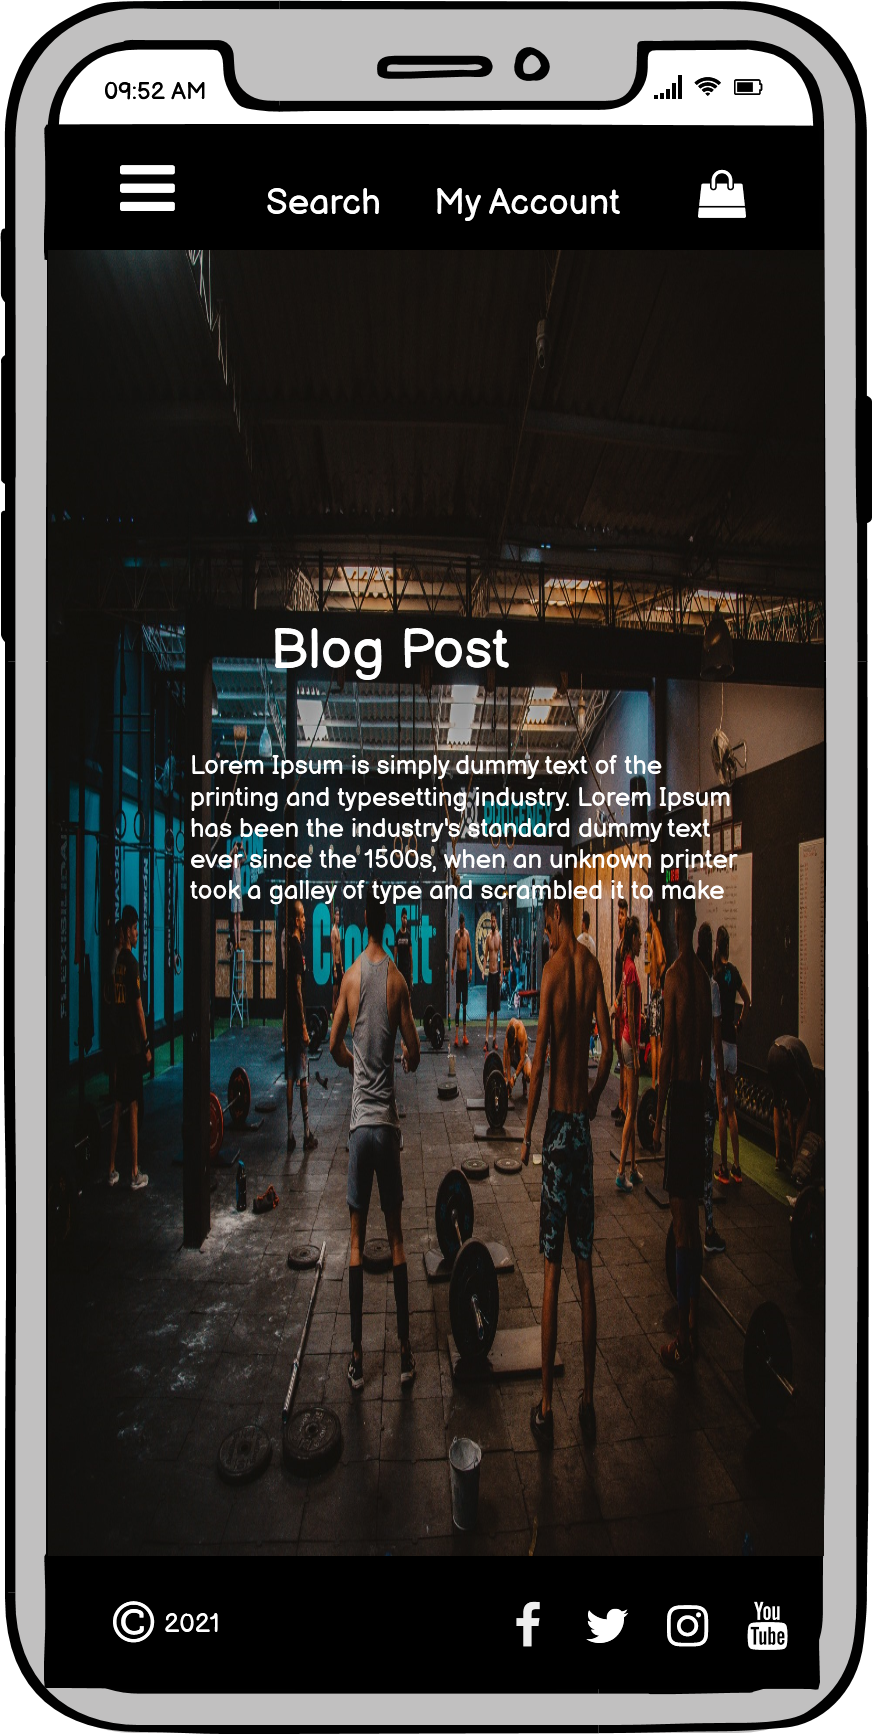 09:52 AM
Search My Account
Blog Post
Lorem Ipsum is simply dummy text of the
printing and typesetting industry. Lorem Ipsum
has been the industry's standard dummy text
ever since the 1500s, when an unknown printer
took a galley of type and scrambled it to make
CrossFit
© 2021
You
Tube